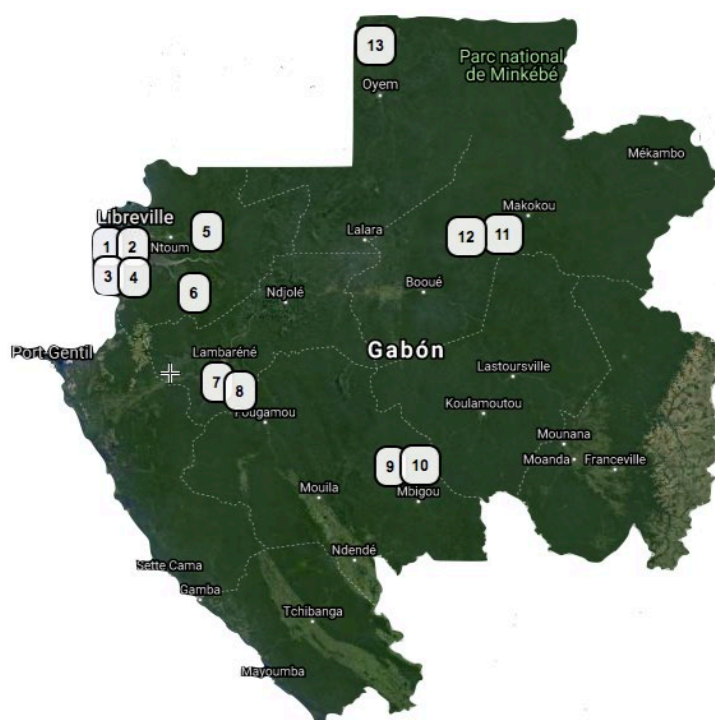 13
Parc national
de Minkébé
Oyem
Mékambo
Makokou
Libreville
5
Lalara
12
11
1
2
Ntoum
3
4
6
Ndjolé
Booué
Port-Gentil
Lambaréné
Gabón
Lastoursville
7
8
Fougamou
Koulamoutou
Mounana
Moanda
Franceville
9
10
Mbigou
Mouila
Ndendé
Sette Cama
Gamba
Tchibanga
Mayoumba